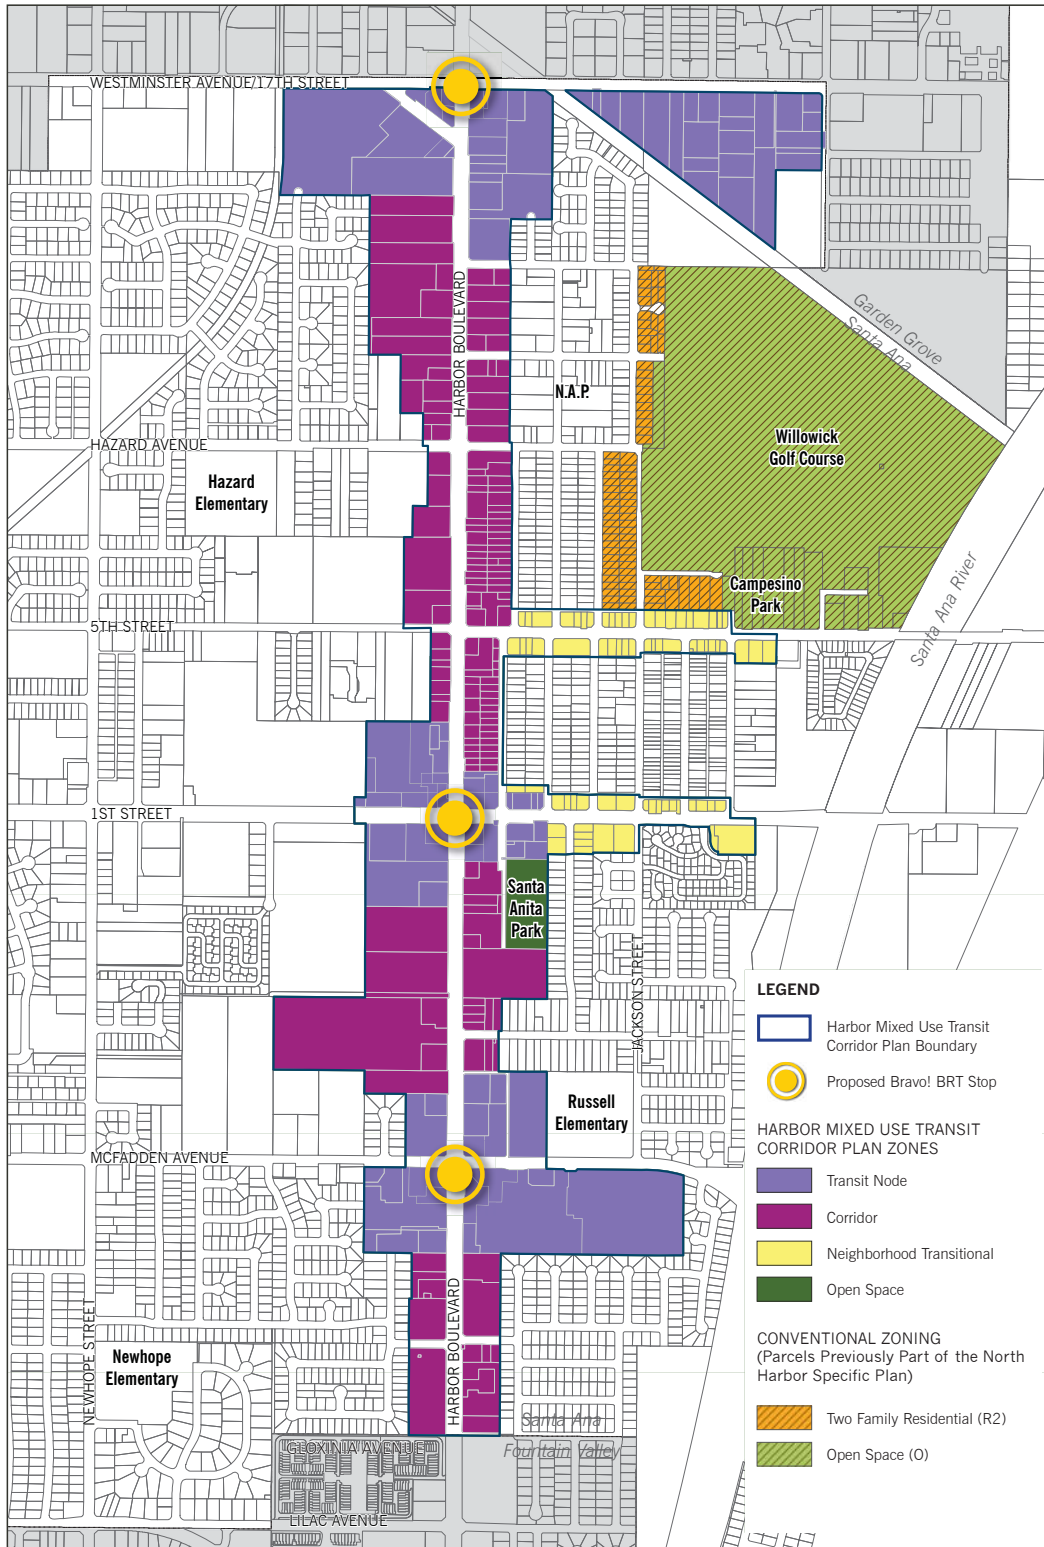 WESTMINSTER AVENUE/17TH STREET
HARBOR BOULEVARD
Garden Grove
Santa Ana
N.A.P.
Willowick
Golf Course
HAZARD AVENUE
Hazard
Elementary
Campesino
Park
Santa Ana River
5TH STREET
1ST STREET
Santa
Anita
Park
JACKSON STREET
Russell
Elementary
MCFADDEN AVENUE
NEWHOPE STREET
HARBOR BOULEVARD
Newhope
Elementary
Santa Ana
Fountain Valley
GLOXINIA AVENUE
LILAC AVENUE
LEGEND
Harbor Mixed Use Transit
Corridor Plan Boundary
Proposed Bravo! BRT Stop
HARBOR MIXED USE TRANSIT
CORRIDOR PLAN ZONES
Transit Node
Corridor
Neighborhood Transitional
Open Space
CONVENTIONAL ZONING
(Parcels Previously Part of the North
Harbor Specific Plan)
Two Family Residential (R2)
Open Space (O)